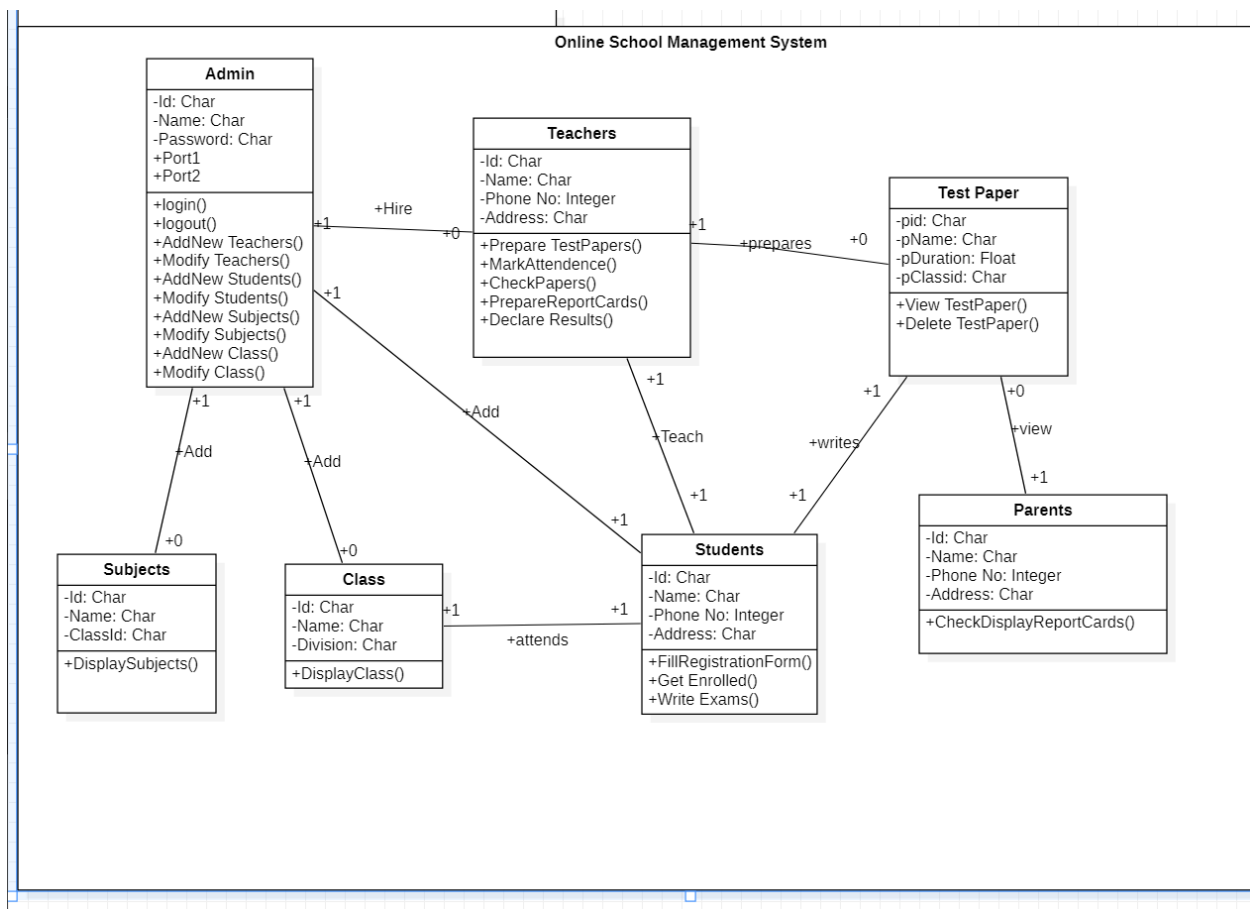 Online School Management System
Admin
-Id: Char
-Name: Char
-Password: Char
+Port1
+Port2
+login()
+logout()
+AddNew Teachers()
+Modify Teachers()
+AddNew Students()
+Modify Students()
+AddNew Subjects()
+Modify Subjects()
+AddNew Class()
+Modify Class()
+1
+Hire
+0
Teachers
-Id: Char
-Name: Char
-Phone No: Integer
-Address: Char
+Prepare TestPapers()
+MarkAttendence()
+CheckPapers()
+PrepareReportCards()
+Declare Results()
+1
+prepares
+0
Test Paper
-pid: Char
-pName: Char
-pDuration: Float
-pClassid: Char
+View TestPaper()
+Delete TestPaper()
+1
+Add
+1
+1
+Add
+0
+1
+Add
+0
+1
+Teach
+1
+1
+writes
+1
+0
+view
+1
Subjects
-Id: Char
-Name: Char
-ClassId: Char
+DisplaySubjects()
Class
-Id: Char
-Name: Char
-Division: Char
+DisplayClass()
+1
+attends
+1
Students
-Id: Char
-Name: Char
-Phone No: Integer
-Address: Char
+FillRegistrationForm()
+Get Enrolled()
+Write Exams()
Parents
-Id: Char
-Name: Char
-Phone No: Integer
-Address: Char
+CheckDisplayReportCards()